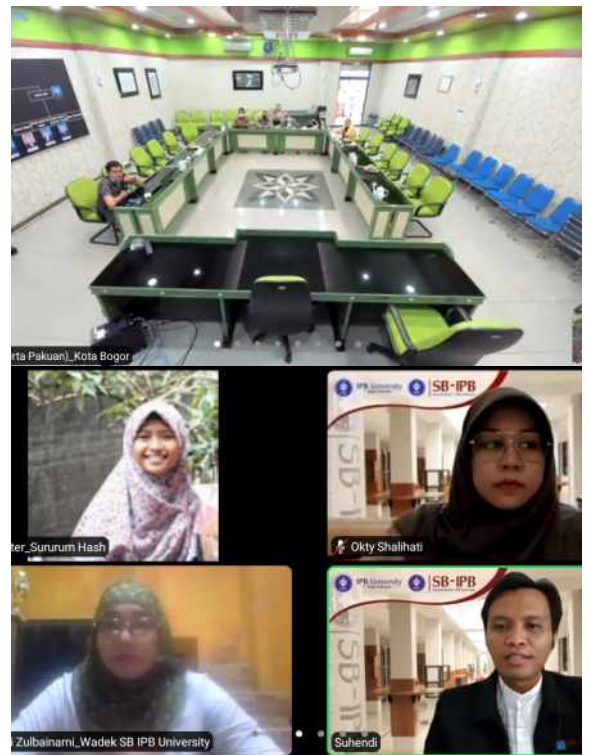 rta Pakuan)_Kota Bogor
ter_Sururum Hash
IPB University
SB-IPB
Okty Shalihati
Zulbainarni_Wadek SB IPB University
IPB University
SB-IPB
Suhendi